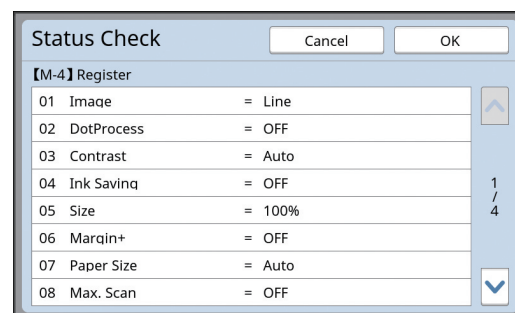 Status Check
Cancel
OK
【M-4】Register
01 Image = Line
02 DotProcess = OFF
03 Contrast = Auto
04 Ink Saving = OFF
05 Size = 100%
06 Margin+ = OFF
07 Paper Size = Auto
08 Max. Scan = OFF
1
/
4